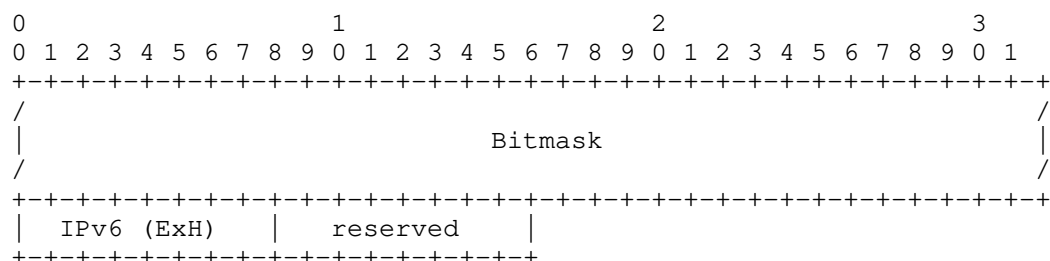 0                   1                   2                   3
0 1 2 3 4 5 6 7 8 9 0 1 2 3 4 5 6 7 8 9 0 1 2 3 4 5 6 7 8 9 0 1
+-+-+-+-+-+-+-+-+-+-+-+-+-+-+-+-+-+-+-+-+-+-+-+-+-+-+-+-+-+-+-+-+
/                                                               /
|                             Bitmask                           |
/                                                               /
+-+-+-+-+-+-+-+-+-+-+-+-+-+-+-+-+-+-+-+-+-+-+-+-+-+-+-+-+-+-+-+-+
|  IPv6 (ExH)   |   reserved    |
+-+-+-+-+-+-+-+-+-+-+-+-+-+-+-+-+